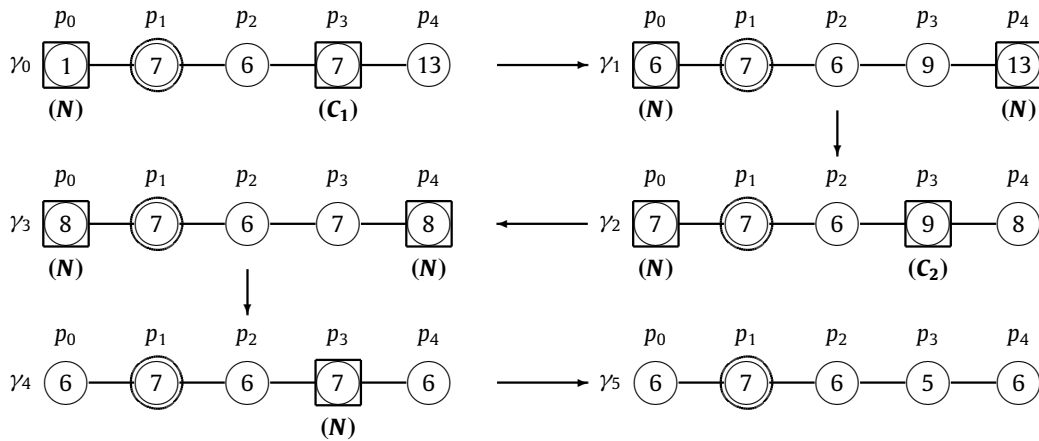 p₀ p₁ p₂ p₃ p₄ p₀ p₁ p₂ p₃ p₄
γ₀ 1 7 6 7 13 γ₁ 6 7 6 9 13
(N) (C₁) (N) (N)
p₀ p₁ p₂ p₃ p₄ p₀ p₁ p₂ p₃ p₄
γ₃ 8 7 6 7 8 γ₂ 7 7 6 9 8
(N) (N) (N) (C₂)
p₀ p₁ p₂ p₃ p₄ p₀ p₁ p₂ p₃ p₄
γ₄ 6 7 6 7 6 γ₅ 6 7 6 5 6
(N)